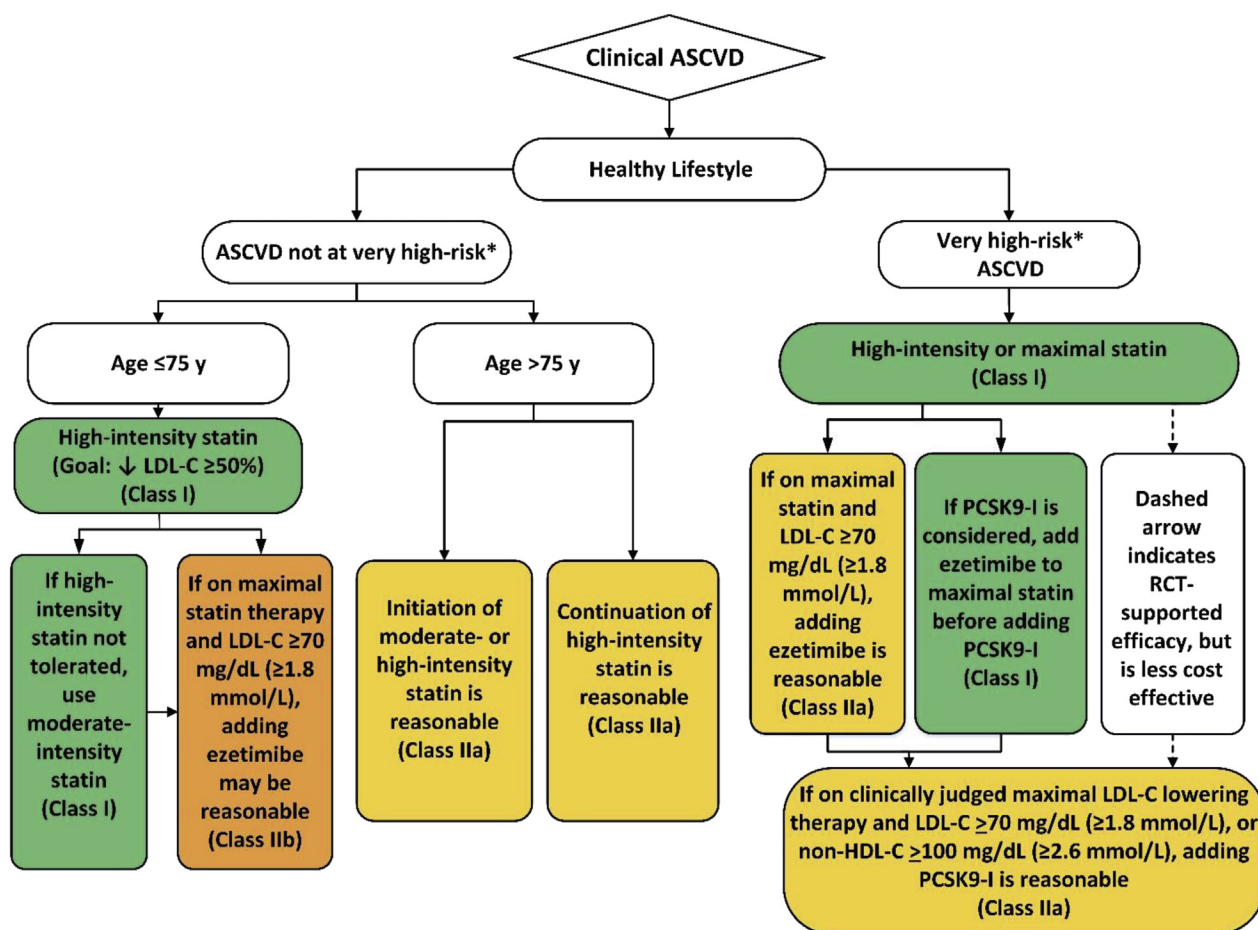 Clinical ASCVD
Healthy Lifestyle
ASCVD not at very high-risk*
Very high-risk*
ASCVD
Age ≤75 y
Age >75 y
High-intensity or maximal statin
(Class I)
High-intensity statin
(Goal: ↓ LDL-C ≥50%)
(Class I)
If high-
intensity
statin not
tolerated,
use
moderate-
intensity
statin
(Class I)
If on maximal
statin therapy
and LDL-C ≥70
mg/dL (≥1.8
mmol/L),
adding
ezetimibe
may be
reasonable
(Class IIb)
Initiation of
moderate- or
high-intensity
statin is
reasonable
(Class IIa)
Continuation of
high-intensity
statin is
reasonable
(Class IIa)
If on maximal
statin and
LDL-C ≥70
mg/dL (≥1.8
mmol/L),
adding
ezetimibe is
reasonable
(Class IIa)
If PCSK9-I is
considered, add
ezetimibe to
maximal statin
before adding
PCSK9-I
(Class I)
Dashed
arrow
indicates
RCT-
supported
efficacy, but
is less cost
effective
If on clinically judged maximal LDL-C lowering
therapy and LDL-C ≥70 mg/dL (≥1.8 mmol/L), or
non-HDL-C ≥100 mg/dL (≥2.6 mmol/L), adding
PCSK9-I is reasonable
(Class IIa)